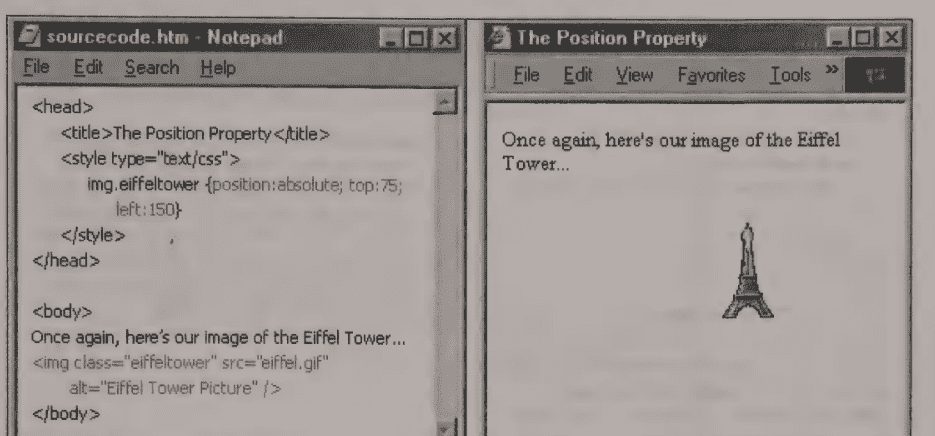 sourcecode.htm - Notepad
File Edit Search Help
<head>
<title>The Position Property</title>
<style type="text/css">
img.eiffeltower {position:absolute; top:75;
left:150}
</style>
</head>
<body>
Once again, here's our image of the Eiffel Tower...
<img class="eiffeltower" src="eiffel.gif"
alt="Eiffel Tower Picture" />
</body>
The Position Property
File Edit View Favorites Tools »
Once again, here's our image of the Eiffel
Tower...